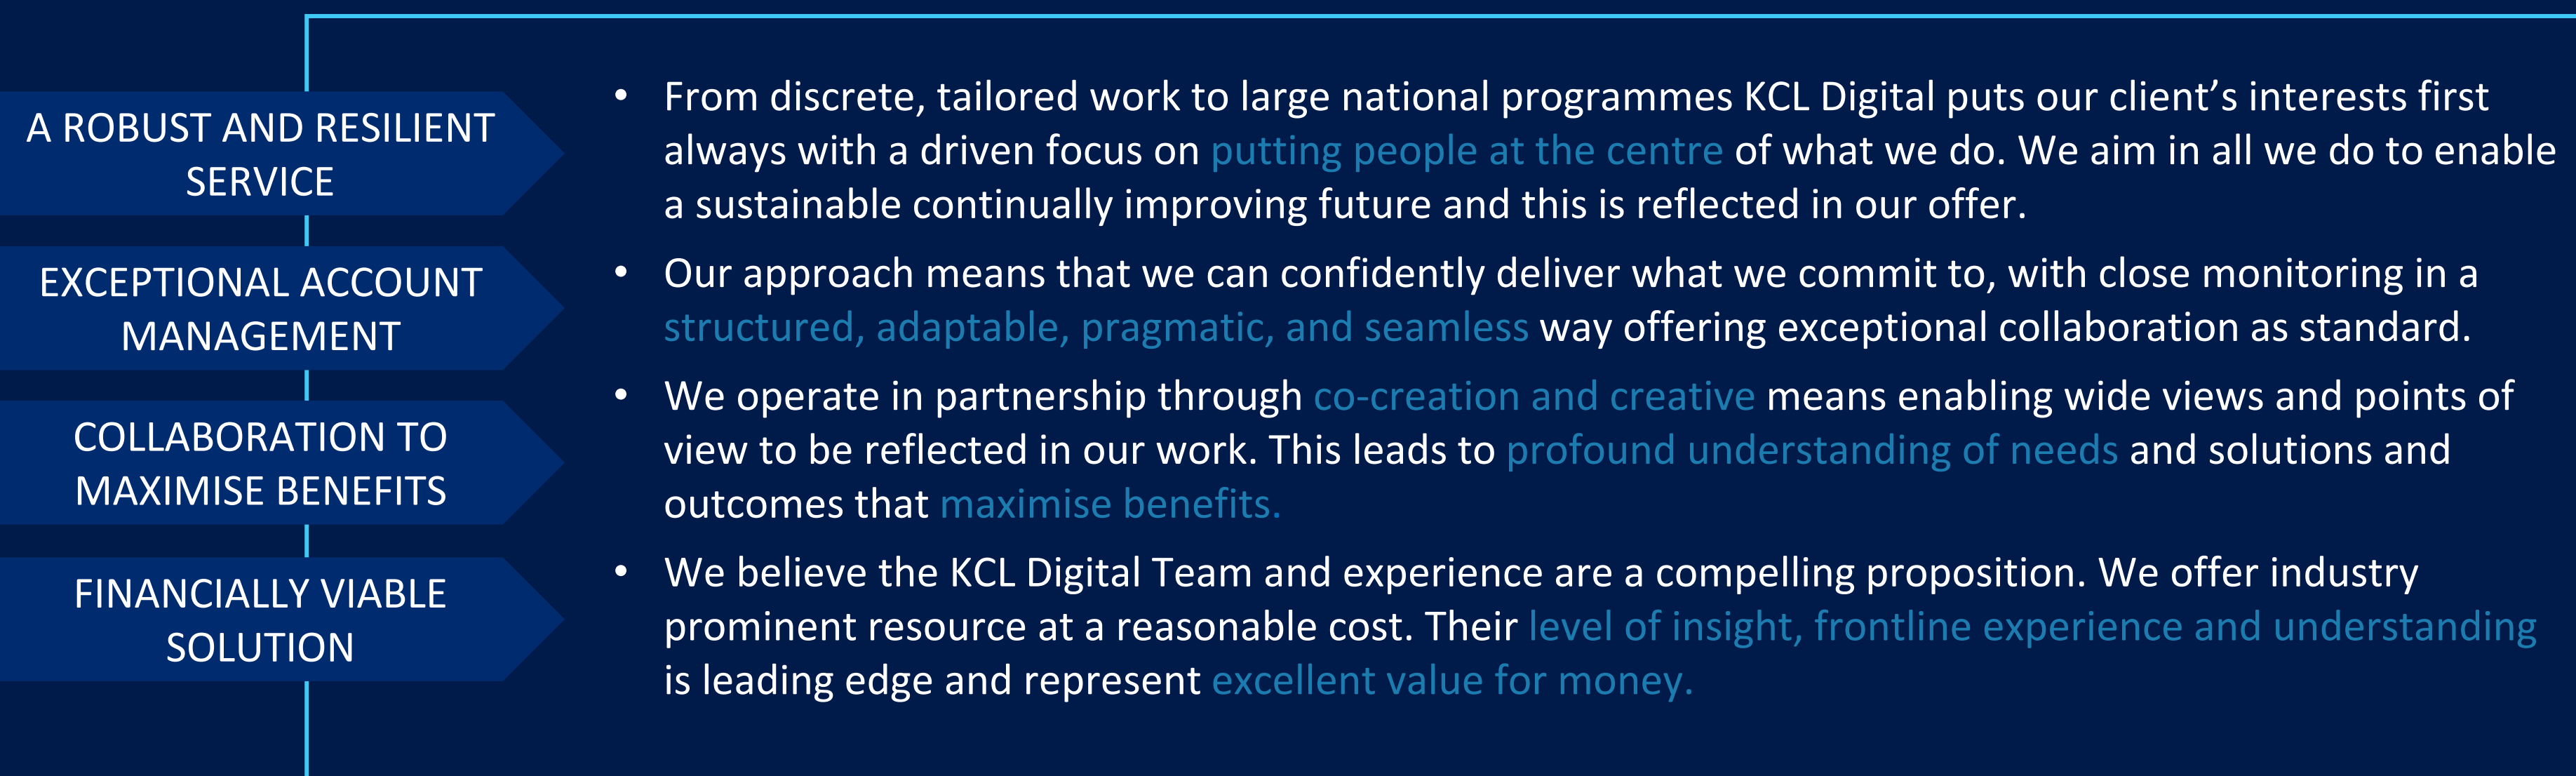 A ROBUST AND RESILIENT
SERVICE
• From discrete, tailored work to large national programmes KCL Digital puts our client’s interests first
always with a driven focus on putting people at the centre of what we do. We aim in all we do to enable
a sustainable continually improving future and this is reflected in our offer.
EXCEPTIONAL ACCOUNT
MANAGEMENT
• Our approach means that we can confidently deliver what we commit to, with close monitoring in a
structured, adaptable, pragmatic, and seamless way offering exceptional collaboration as standard.
COLLABORATION TO
MAXIMISE BENEFITS
• We operate in partnership through co-creation and creative means enabling wide views and points of
view to be reflected in our work. This leads to profound understanding of needs and solutions and
outcomes that maximise benefits.
FINANCIALLY VIABLE
SOLUTION
• We believe the KCL Digital Team and experience are a compelling proposition. We offer industry
prominent resource at a reasonable cost. Their level of insight, frontline experience and understanding
is leading edge and represent excellent value for money.